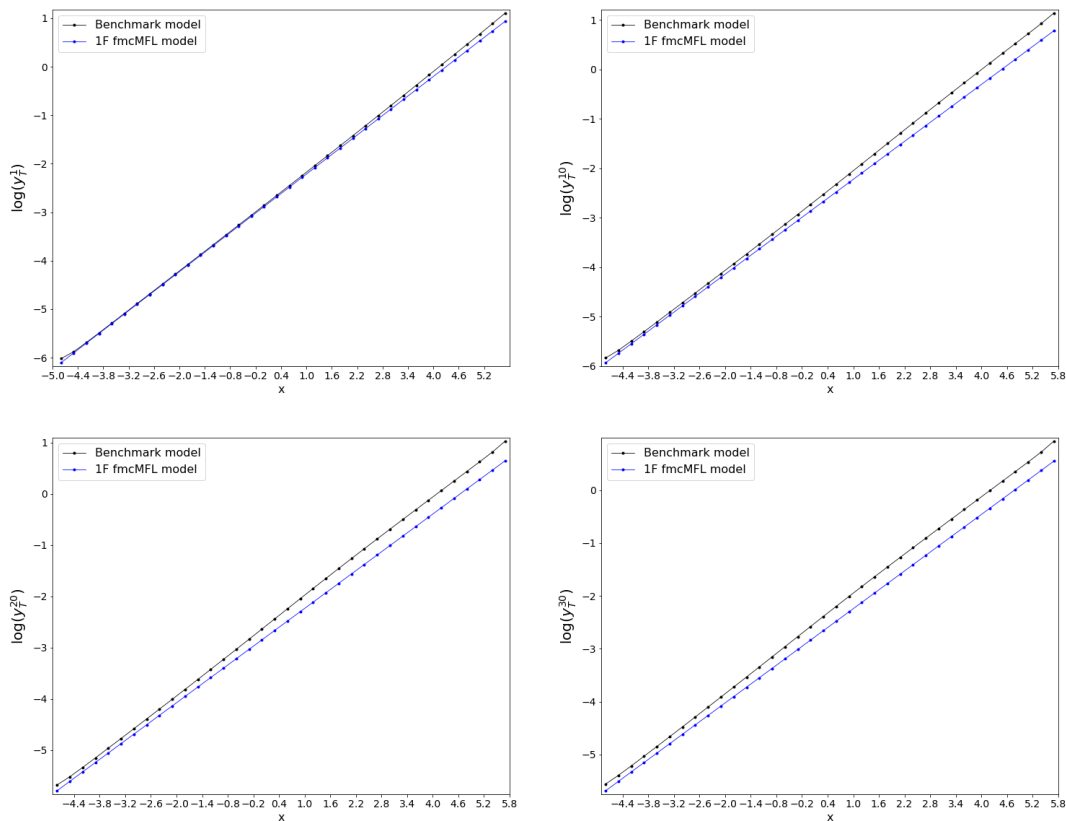 Benchmark model
1F fmcMFL model
1
0
−1
−2
−3
−4
−5
−6
log(y_T^1)
−5.0 −4.4 −3.8 −3.2 −2.6 −2.0 −1.4 −0.8 −0.2 0.4 1.0 1.6 2.2 2.8 3.4 4.0 4.6 5.2
x
Benchmark model
1F fmcMFL model
1
0
−1
−2
−3
−4
−5
−6
log(y_T^10)
−4.4 −3.8 −3.2 −2.6 −2.0 −1.4 −0.8 −0.2 0.4 1.0 1.6 2.2 2.8 3.4 4.0 4.6 5.2 5.8
x
Benchmark model
1F fmcMFL model
1
0
−1
−2
−3
−4
−5
log(y_T^20)
−4.4 −3.8 −3.2 −2.6 −2.0 −1.4 −0.8 −0.2 0.4 1.0 1.6 2.2 2.8 3.4 4.0 4.6 5.2 5.8
x
Benchmark model
1F fmcMFL model
0
−1
−2
−3
−4
−5
log(y_T^30)
−4.4 −3.8 −3.2 −2.6 −2.0 −1.4 −0.8 −0.2 0.4 1.0 1.6 2.2 2.8 3.4 4.0 4.6 5.2 5.8
x